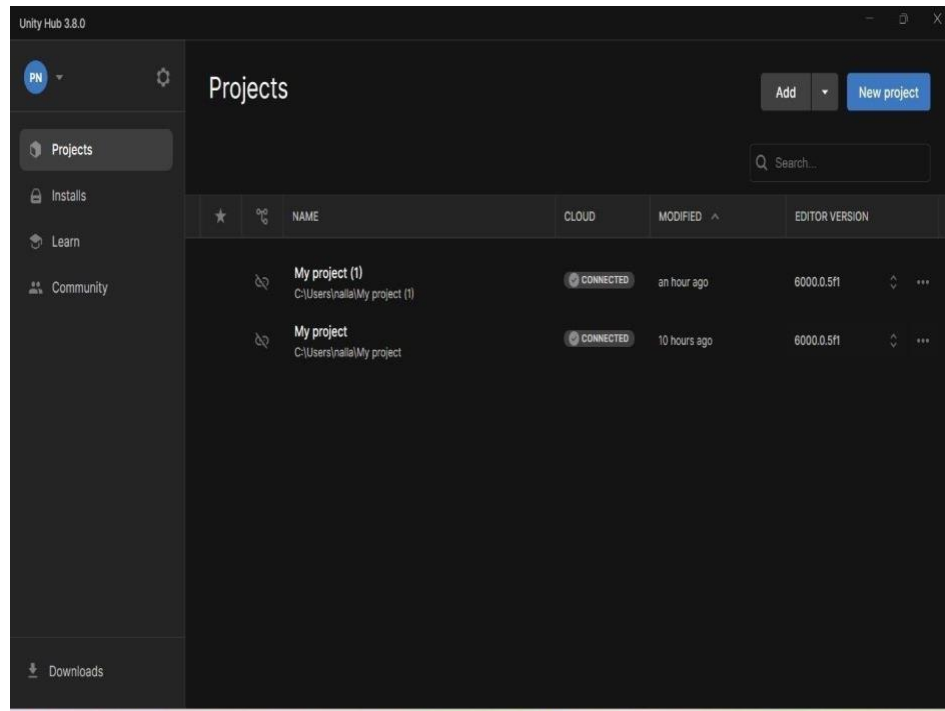 Unity Hub 3.8.0
PN
Projects
Add
New project
Projects
Search...
Installs
NAME CLOUD MODIFIED EDITOR VERSION
Learn
Community
My project (1) CONNECTED an hour ago 6000.0.5f1
C:\Users\nalla\My project (1)
My project CONNECTED 10 hours ago 6000.0.5f1
C:\Users\nalla\My project
Downloads